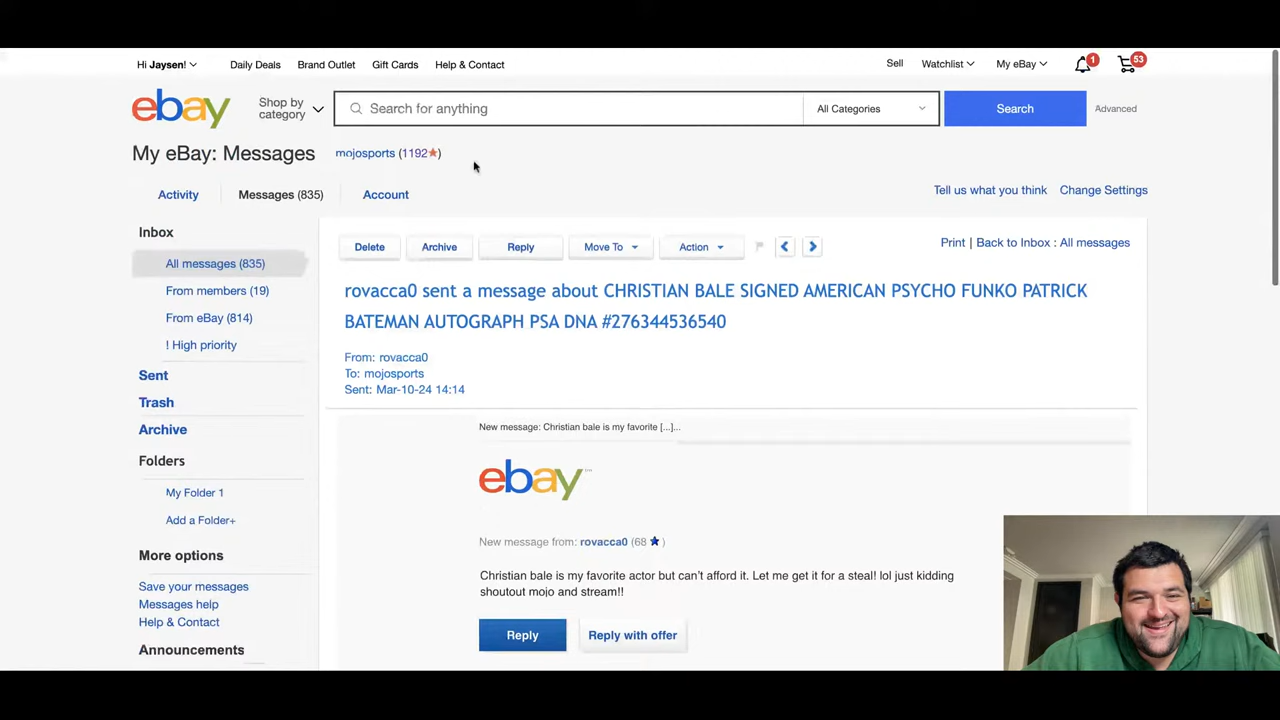 Hi Jaysen!
Daily Deals
Brand Outlet
Gift Cards
Help & Contact
Sell
Watchlist
My eBay
1
53
ebay
Shop by
category
Search for anything
All Categories
Search
Advanced
My eBay: Messages
mojosports (1192)
Activity
Messages (835)
Account
Tell us what you think
Change Settings
Inbox
All messages (835)
From members (19)
From eBay (814)
! High priority
Sent
Trash
Archive
Folders
My Folder 1
Add a Folder+
More options
Save your messages
Messages help
Help & Contact
Announcements
Delete
Archive
Reply
Move To
Action
Print | Back to Inbox : All messages
rovacca0 sent a message about CHRISTIAN BALE SIGNED AMERICAN PSYCHO FUNKO PATRICK
BATEMAN AUTOGRAPH PSA DNA #276344536540
From: rovacca0
To: mojosports
Sent: Mar-10-24 14:14
New message: Christian bale is my favorite [...]...
ebay™
New message from: rovacca0 (68 )
Christian bale is my favorite actor but can’t afford it. Let me get it for a steal! lol just kidding
shoutout mojo and stream!!
Reply
Reply with offer